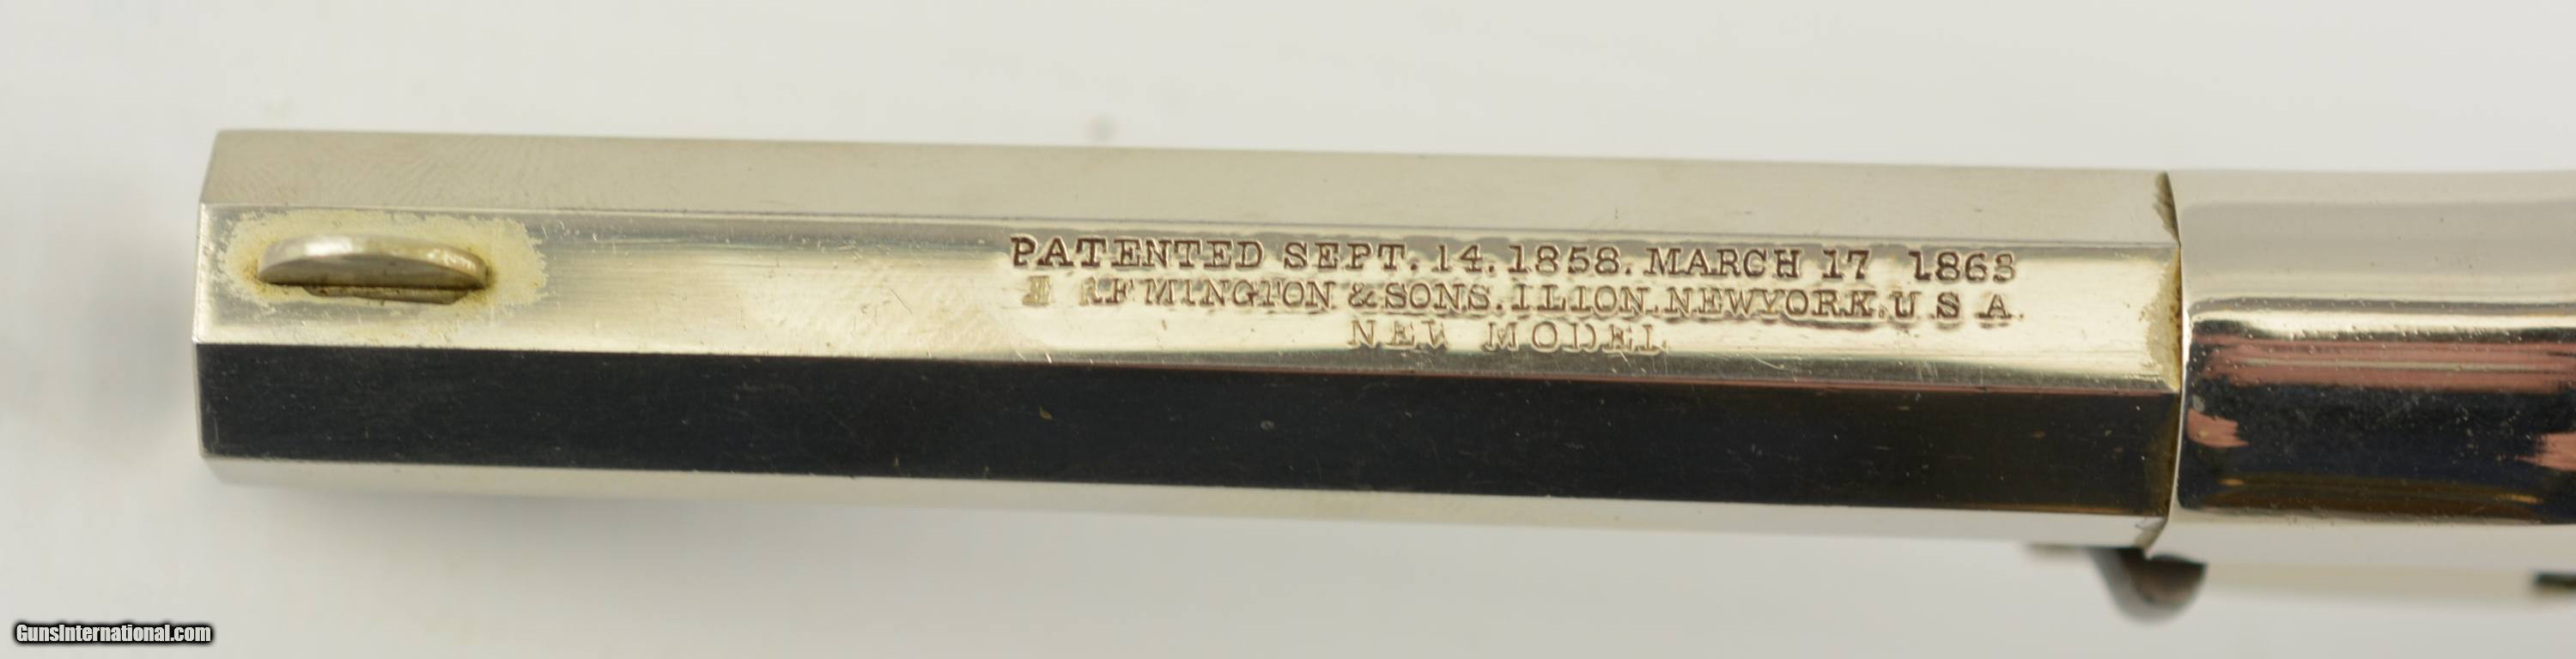 PATENTED SEPT. 14. 1858. MARCH 17 1863
E REMINGTON & SONS. ILION. NEWYORK. U S A.
NEW MODEL
GunsInternational.com